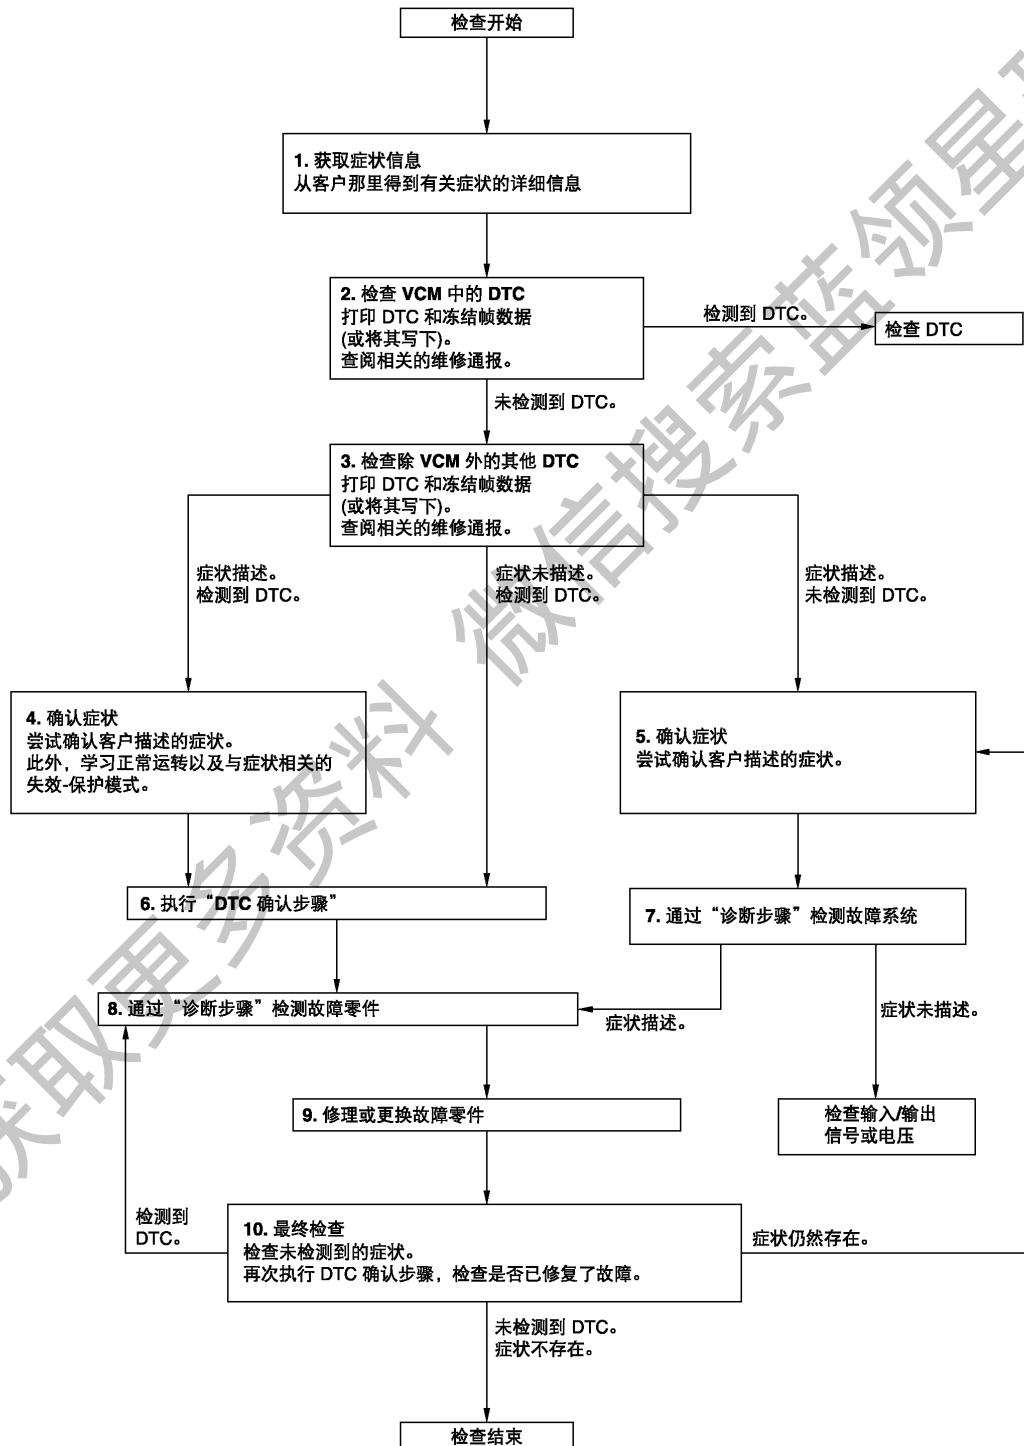 检查开始
1. 获取症状信息
从客户那里得到有关症状的详细信息
2. 检查 VCM 中的 DTC
打印 DTC 和冻结帧数据
(或将其写下)。
查阅相关的维修通报。
检测到 DTC。
检查 DTC
未检测到 DTC。
3. 检查除 VCM 外的其他 DTC
打印 DTC 和冻结帧数据
(或将其写下)。
查阅相关的维修通报。
症状描述。
检测到 DTC。
症状未描述。
检测到 DTC。
症状描述。
未检测到 DTC。
4. 确认症状
尝试确认客户描述的症状。
此外，学习正常运转以及与症状相关的
失效-保护模式。
5. 确认症状
尝试确认客户描述的症状。
6. 执行“DTC 确认步骤”
7. 通过“诊断步骤”检测故障系统
8. 通过“诊断步骤”检测故障零件
症状描述。
症状未描述。
9. 修理或更换故障零件
检查输入/输出
信号或电压
检测到
DTC。
10. 最终检查
检查未检测到的症状。
再次执行 DTC 确认步骤，检查是否已修复了故障。
症状仍然存在。
未检测到 DTC。
症状不存在。
检查结束
获取更多资料 微信搜索蓝领星球